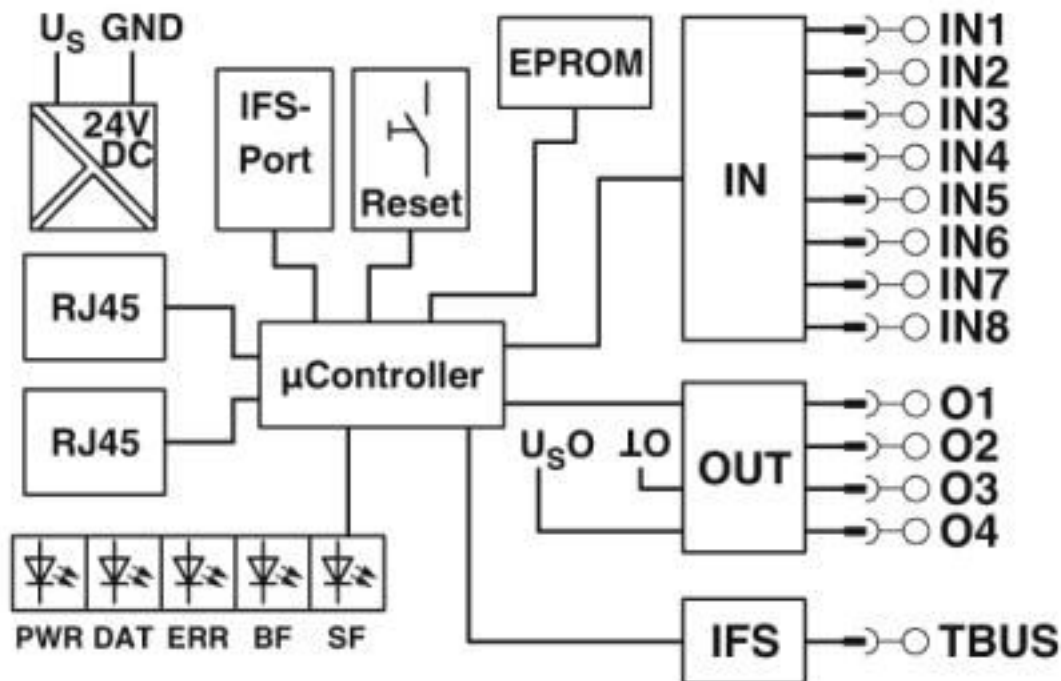 US GND
24V
DC
IFS-
Port
Reset
EPROM
IN
IN1
IN2
IN3
IN4
IN5
IN6
IN7
IN8
RJ45
RJ45
µController
USO
⊥O
OUT
O1
O2
O3
O4
PWR DAT ERR BF SF
IFS
TBUS